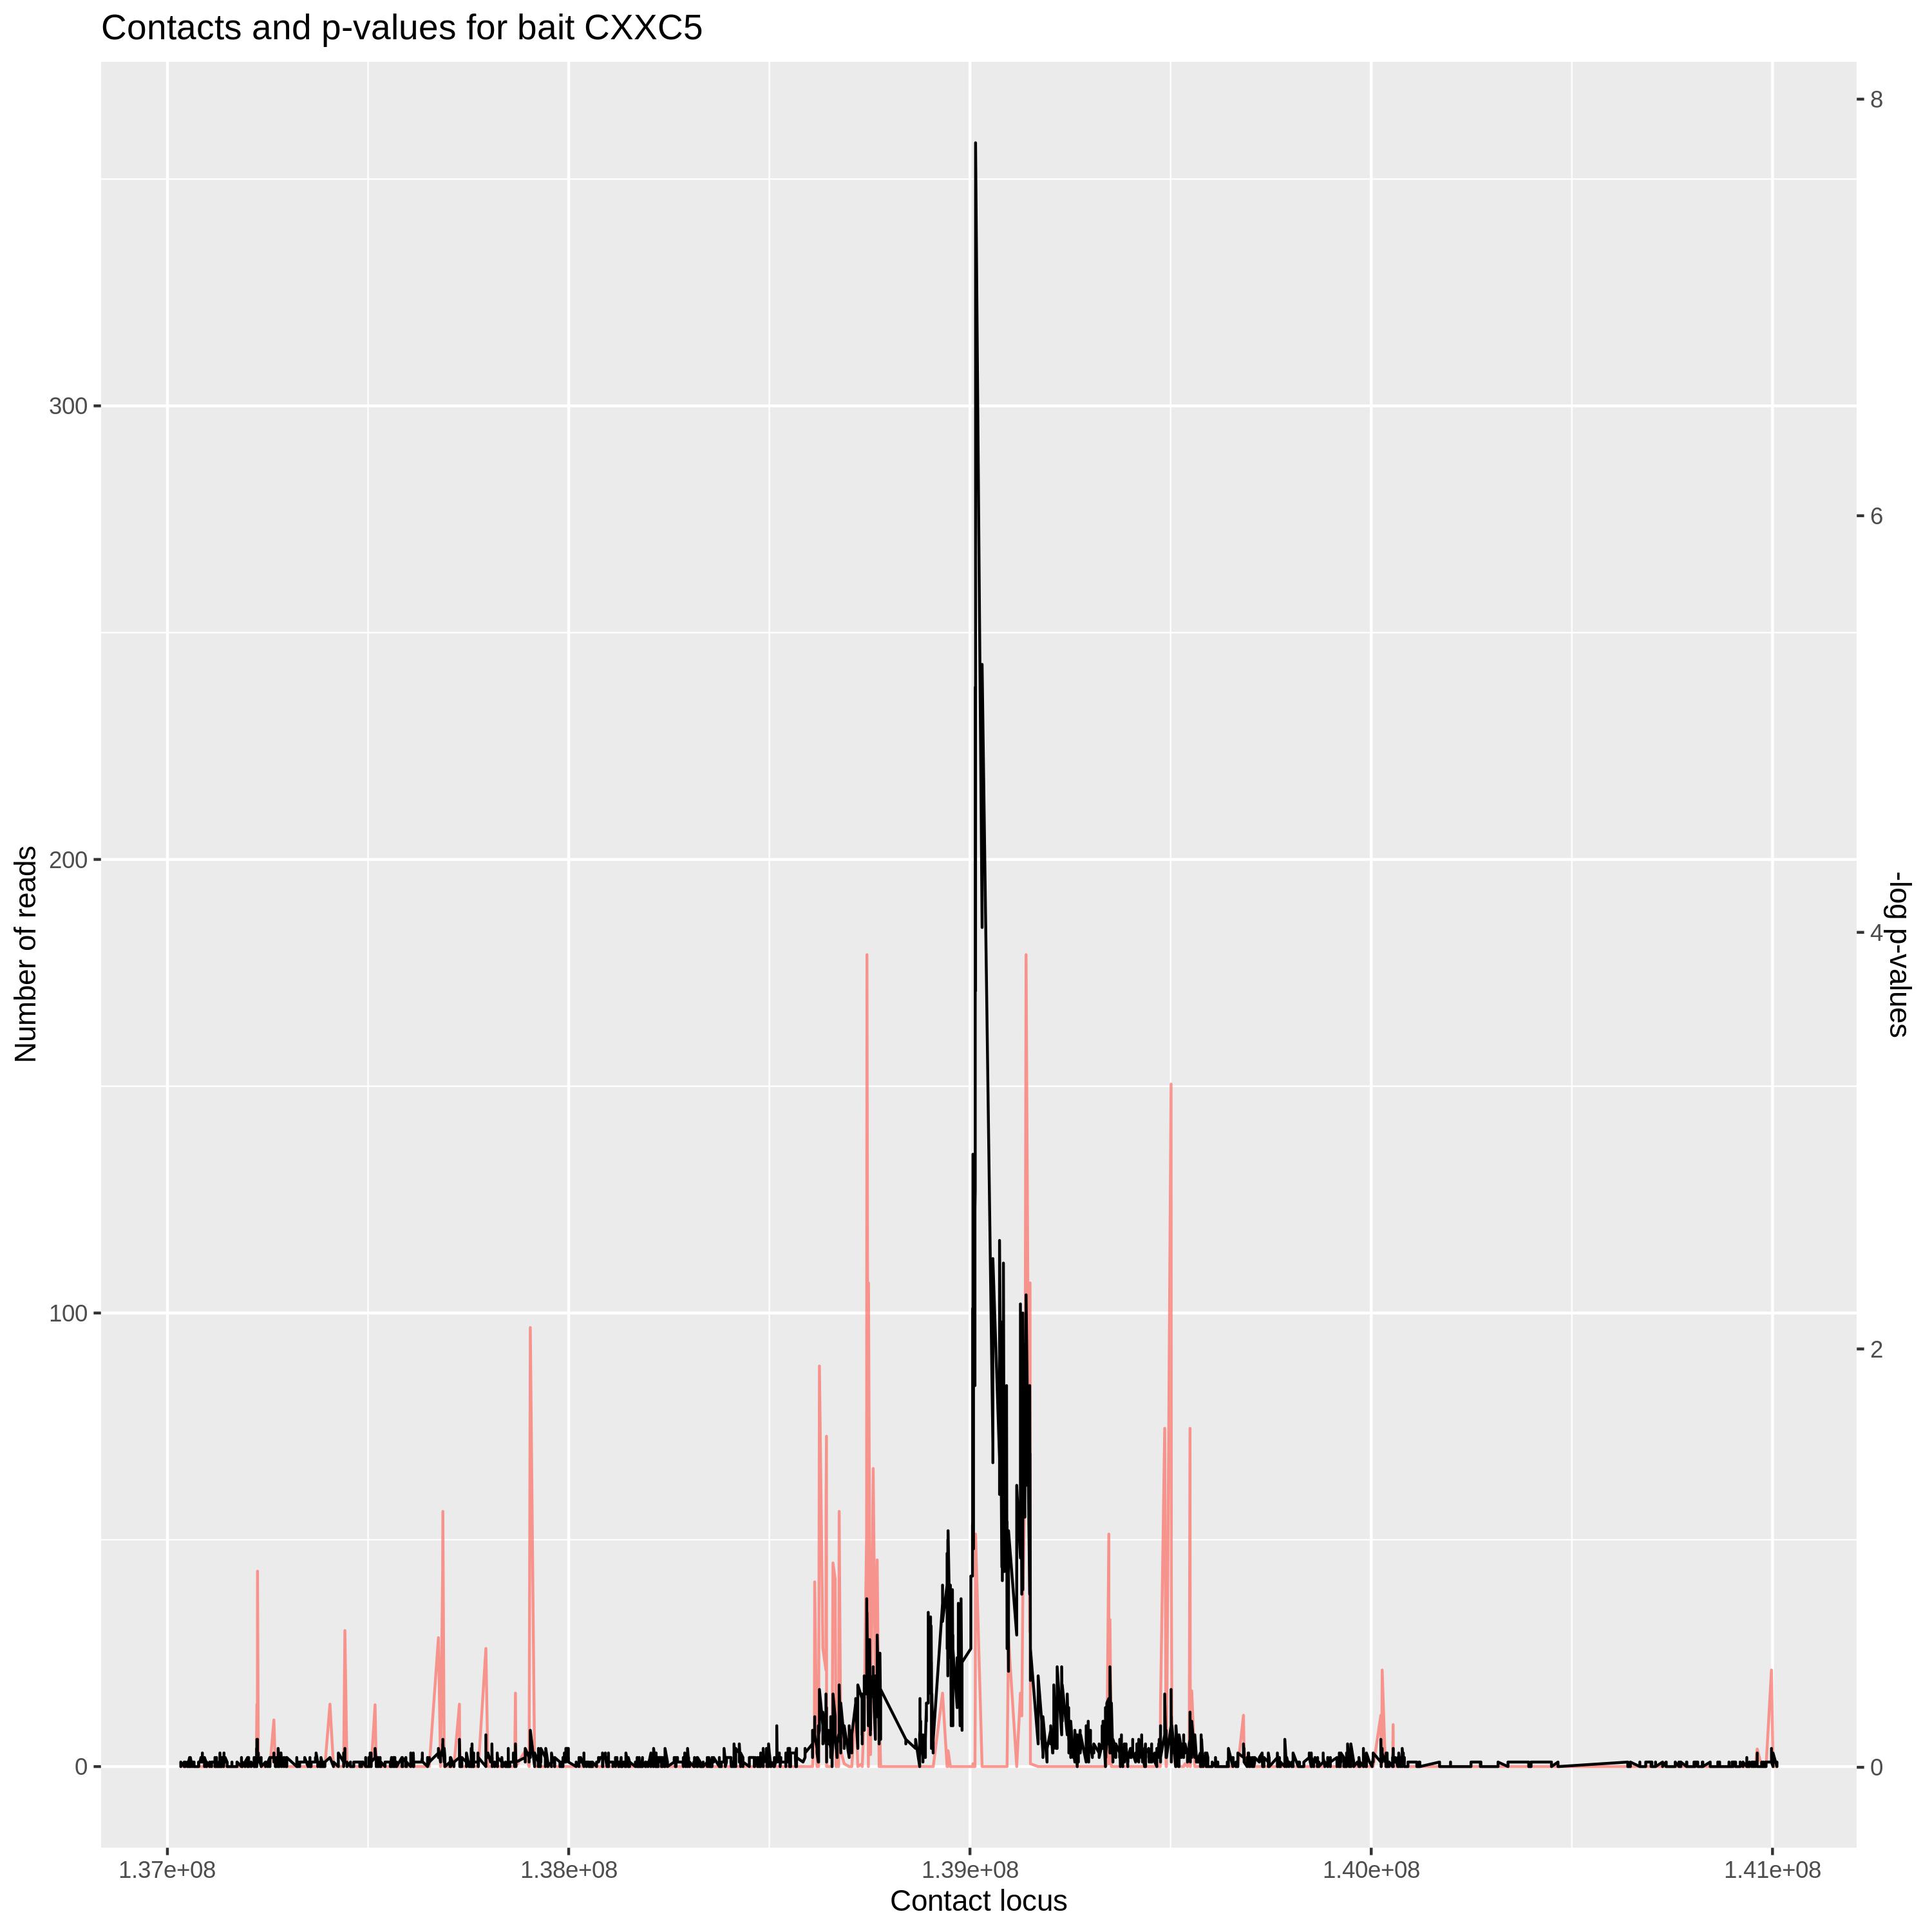 Contacts and p-values for bait CXXC5
8
300
6
200
4
100
2
0
0
Number of reads
-log p-values
1.37e+08
1.38e+08
1.39e+08
1.40e+08
1.41e+08
Contact locus